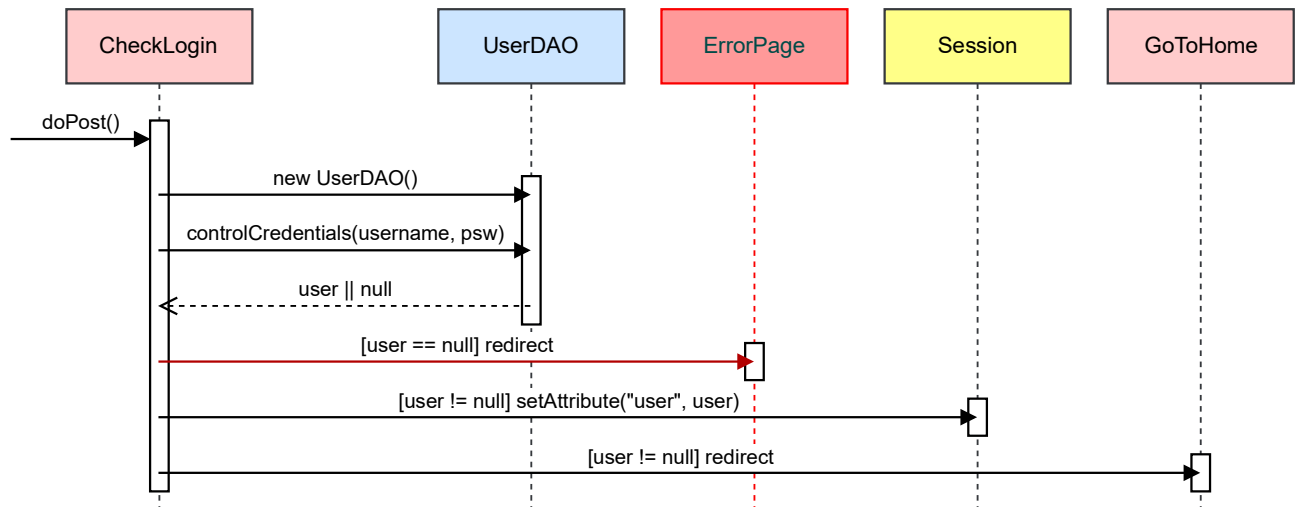 CheckLogin
UserDAO
ErrorPage
Session
GoToHome
doPost()
new UserDAO()
controlCredentials(username, psw)
user || null
[user == null] redirect
[user != null] setAttribute("user", user)
[user != null] redirect